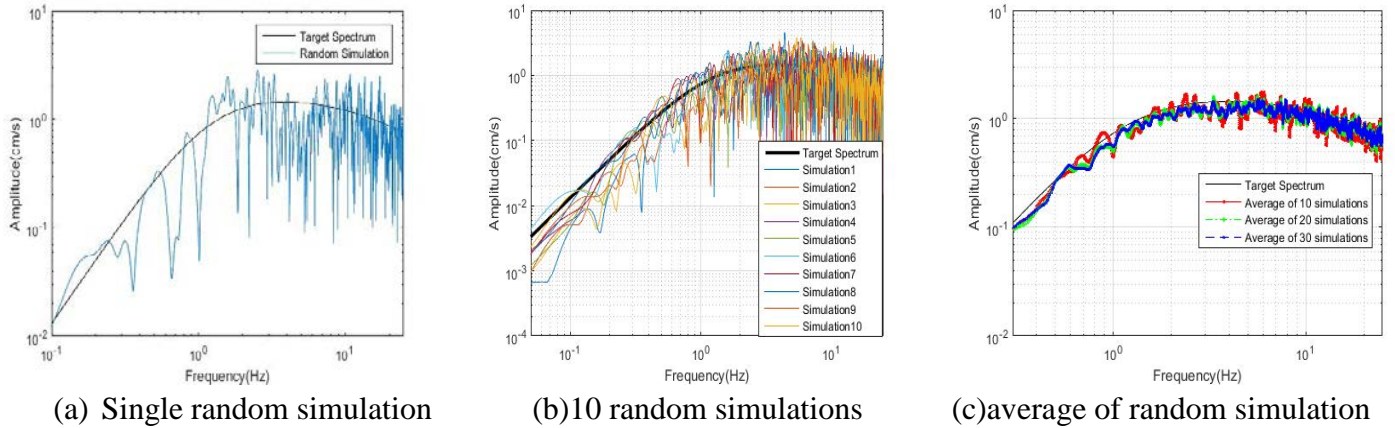 10^1
Target Spectrum
Random Simulation
10^0
Amplitude(cm/s)
10^-1
10^-2
10^-1
10^0
10^1
Frequency(Hz)
(a) Single random simulation
10^1
10^0
10^-1
Amplitude(cm/s)
10^-2
10^-3
10^-4
Target Spectrum
Simulation1
Simulation2
Simulation3
Simulation4
Simulation5
Simulation6
Simulation7
Simulation8
Simulation9
Simulation10
10^-1
10^0
10^1
Frequency(Hz)
(b)10 random simulations
10^1
10^0
Amplitude(cm/s)
10^-1
10^-2
Target Spectrum
Average of 10 simulations
Average of 20 simulations
Average of 30 simulations
10^0
10^1
Frequency(Hz)
(c)average of random simulation